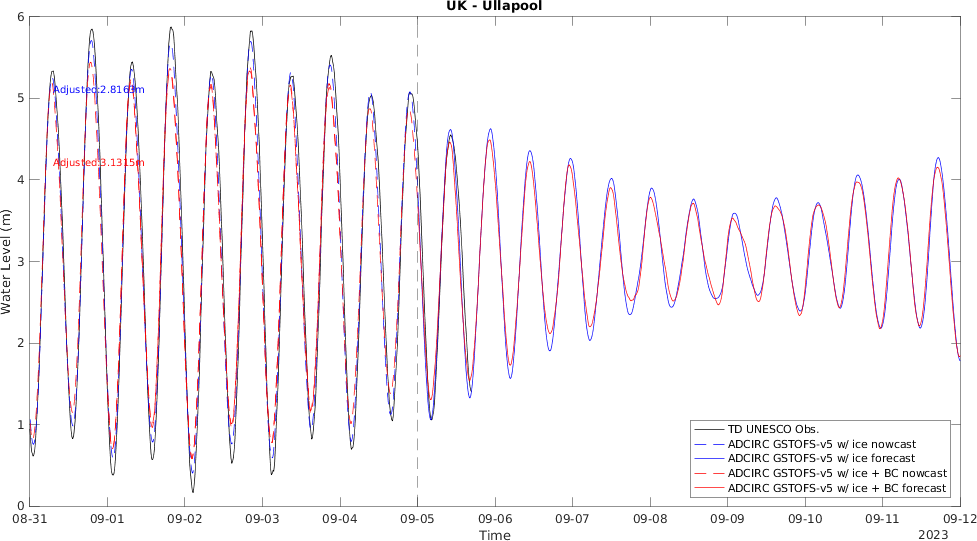 UK - Ullapool
6
5
4
3
2
1
0
Water Level (m)
Adjusted:2.8163m
Adjusted:3.1315m
TD UNESCO Obs.
ADCIRC GSTOFS-v5 w/ ice nowcast
ADCIRC GSTOFS-v5 w/ ice forecast
ADCIRC GSTOFS-v5 w/ ice + BC nowcast
ADCIRC GSTOFS-v5 w/ ice + BC forecast
08-31 09-01 09-02 09-03 09-04 09-05 09-06 09-07 09-08 09-09 09-10 09-11 09-12
Time
2023